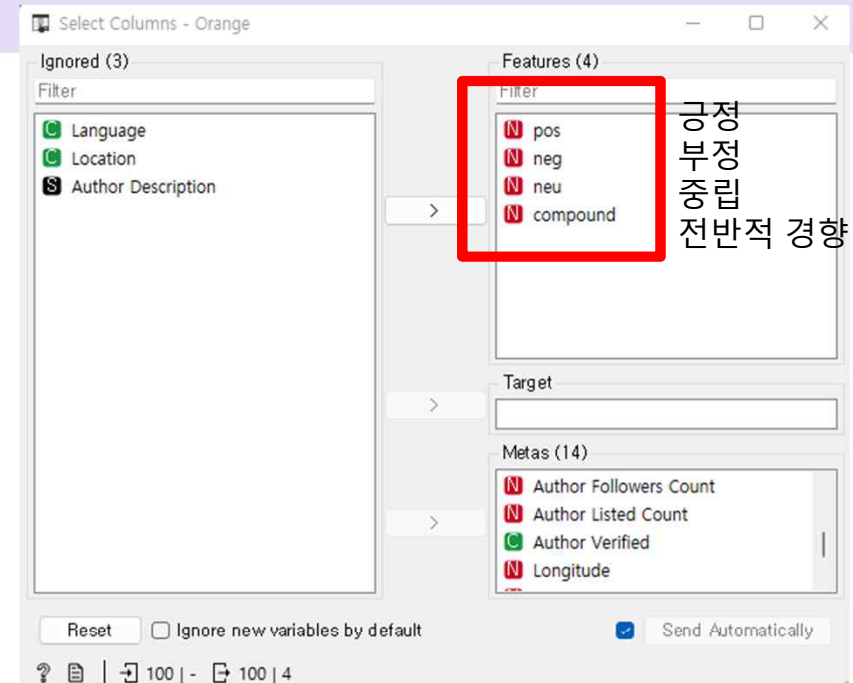 Select Columns - Orange
Ignored (3)
Filter
C Language
C Location
S Author Description
>
>
>
Features (4)
Filter
N pos
N neg
N neu
N compound
긍정
부정
중립
전반적 경향
Target
Metas (14)
N Author Followers Count
N Author Listed Count
C Author Verified
N Longitude
Reset
Ignore new variables by default
Send Automatically
? 100 | - 100 | 4